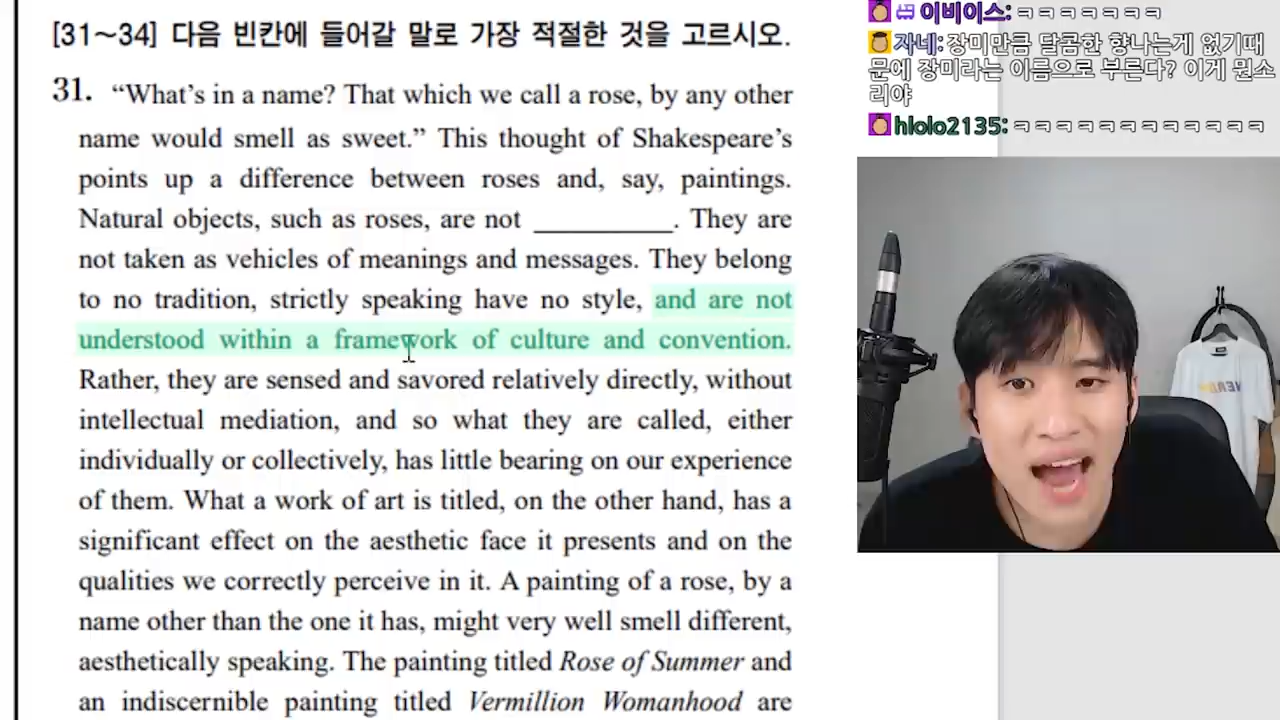 [31～34] 다음 빈칸에 들어갈 말로 가장 적절한 것을 고르시오.
31. “What’s in a name? That which we call a rose, by any other
name would smell as sweet.” This thought of Shakespeare’s
points up a difference between roses and, say, paintings.
Natural objects, such as roses, are not __________. They are
not taken as vehicles of meanings and messages. They belong
to no tradition, strictly speaking have no style, and are not
understood within a framework of culture and convention.
Rather, they are sensed and savored relatively directly, without
intellectual mediation, and so what they are called, either
individually or collectively, has little bearing on our experience
of them. What a work of art is titled, on the other hand, has a
significant effect on the aesthetic face it presents and on the
qualities we correctly perceive in it. A painting of a rose, by a
name other than the one it has, might very well smell different,
aesthetically speaking. The painting titled Rose of Summer and
an indiscernible painting titled Vermillion Womanhood are
이비이스: ㅋㅋㅋㅋㅋㅋㅋ
자네: 장미만큼 달콤한 향나는게 없기때
문에 장미라는 이름으로 부른다? 이게 뭔소
리야
hlolo2135: ㅋㅋㅋㅋㅋㅋㅋㅋㅋㅋㅋㅋ